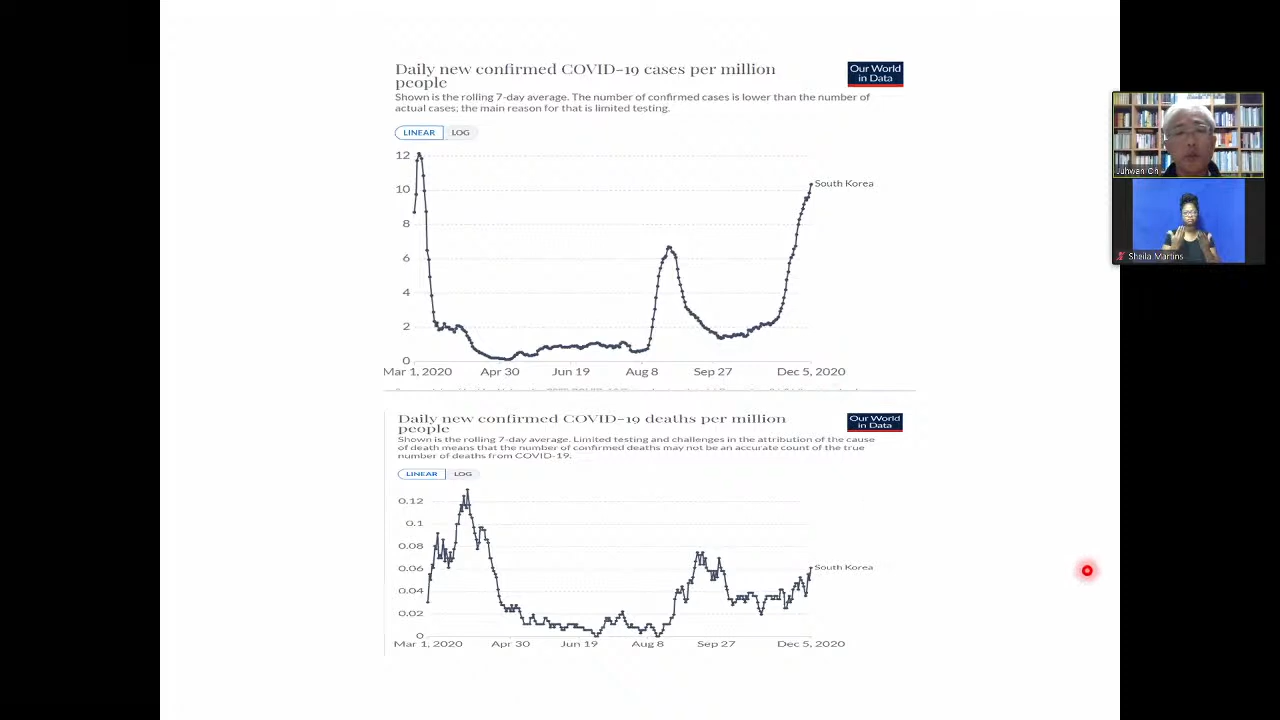 Daily new confirmed COVID-19 cases per million
people
Our World
in Data
Shown is the rolling 7-day average. The number of confirmed cases is lower than the number of
actual cases; the main reason for that is limited testing.
LINEAR LOG
12
10
8
6
4
2
0
South Korea
Mar 1, 2020 Apr 30 Jun 19 Aug 8 Sep 27 Dec 5, 2020
Daily new confirmed COVID-19 deaths per million
people
Our World
in Data
Shown is the rolling 7-day average. Limited testing and challenges in the attribution of the cause
of death means that the number of confirmed deaths may not be an accurate count of the true
number of deaths from COVID-19.
LINEAR LOG
0.12
0.1
0.08
0.06
0.04
0.02
0
South Korea
Mar 1, 2020 Apr 30 Jun 19 Aug 8 Sep 27 Dec 5, 2020
Juhwan Oh
Sheila Martins